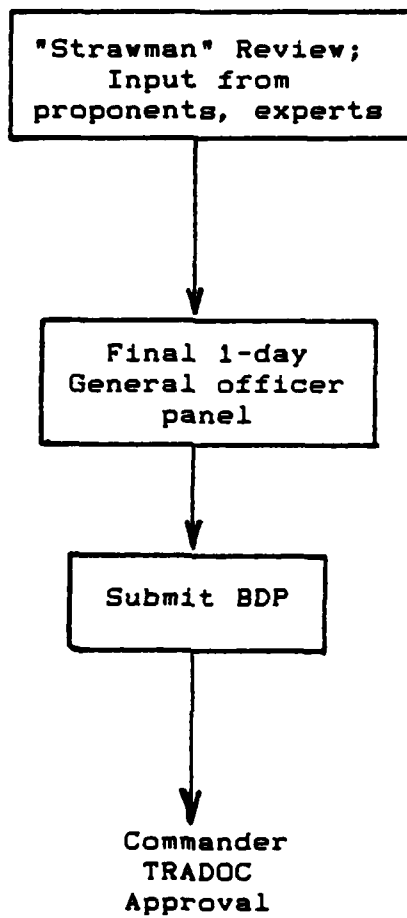 "Strawman" Review;
Input from
proponents, experts
Final 1-day
General officer
panel
Submit BDP
Commander
TRADOC
Approval